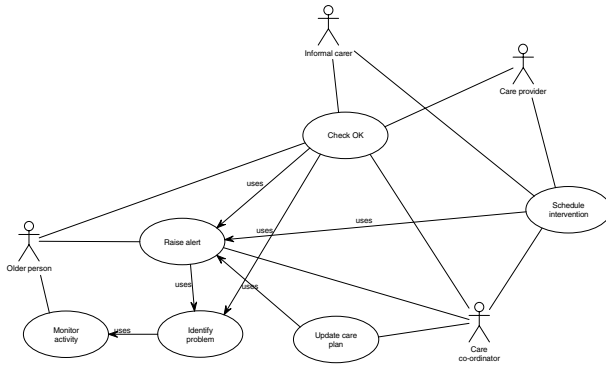 Informal carer
Care provider
Check OK
uses
Schedule
intervention
uses
Raise alert
uses
Older person
uses
uses
Monitor
activity
uses
Identify
problem
Update care
plan
Care
co-ordinator